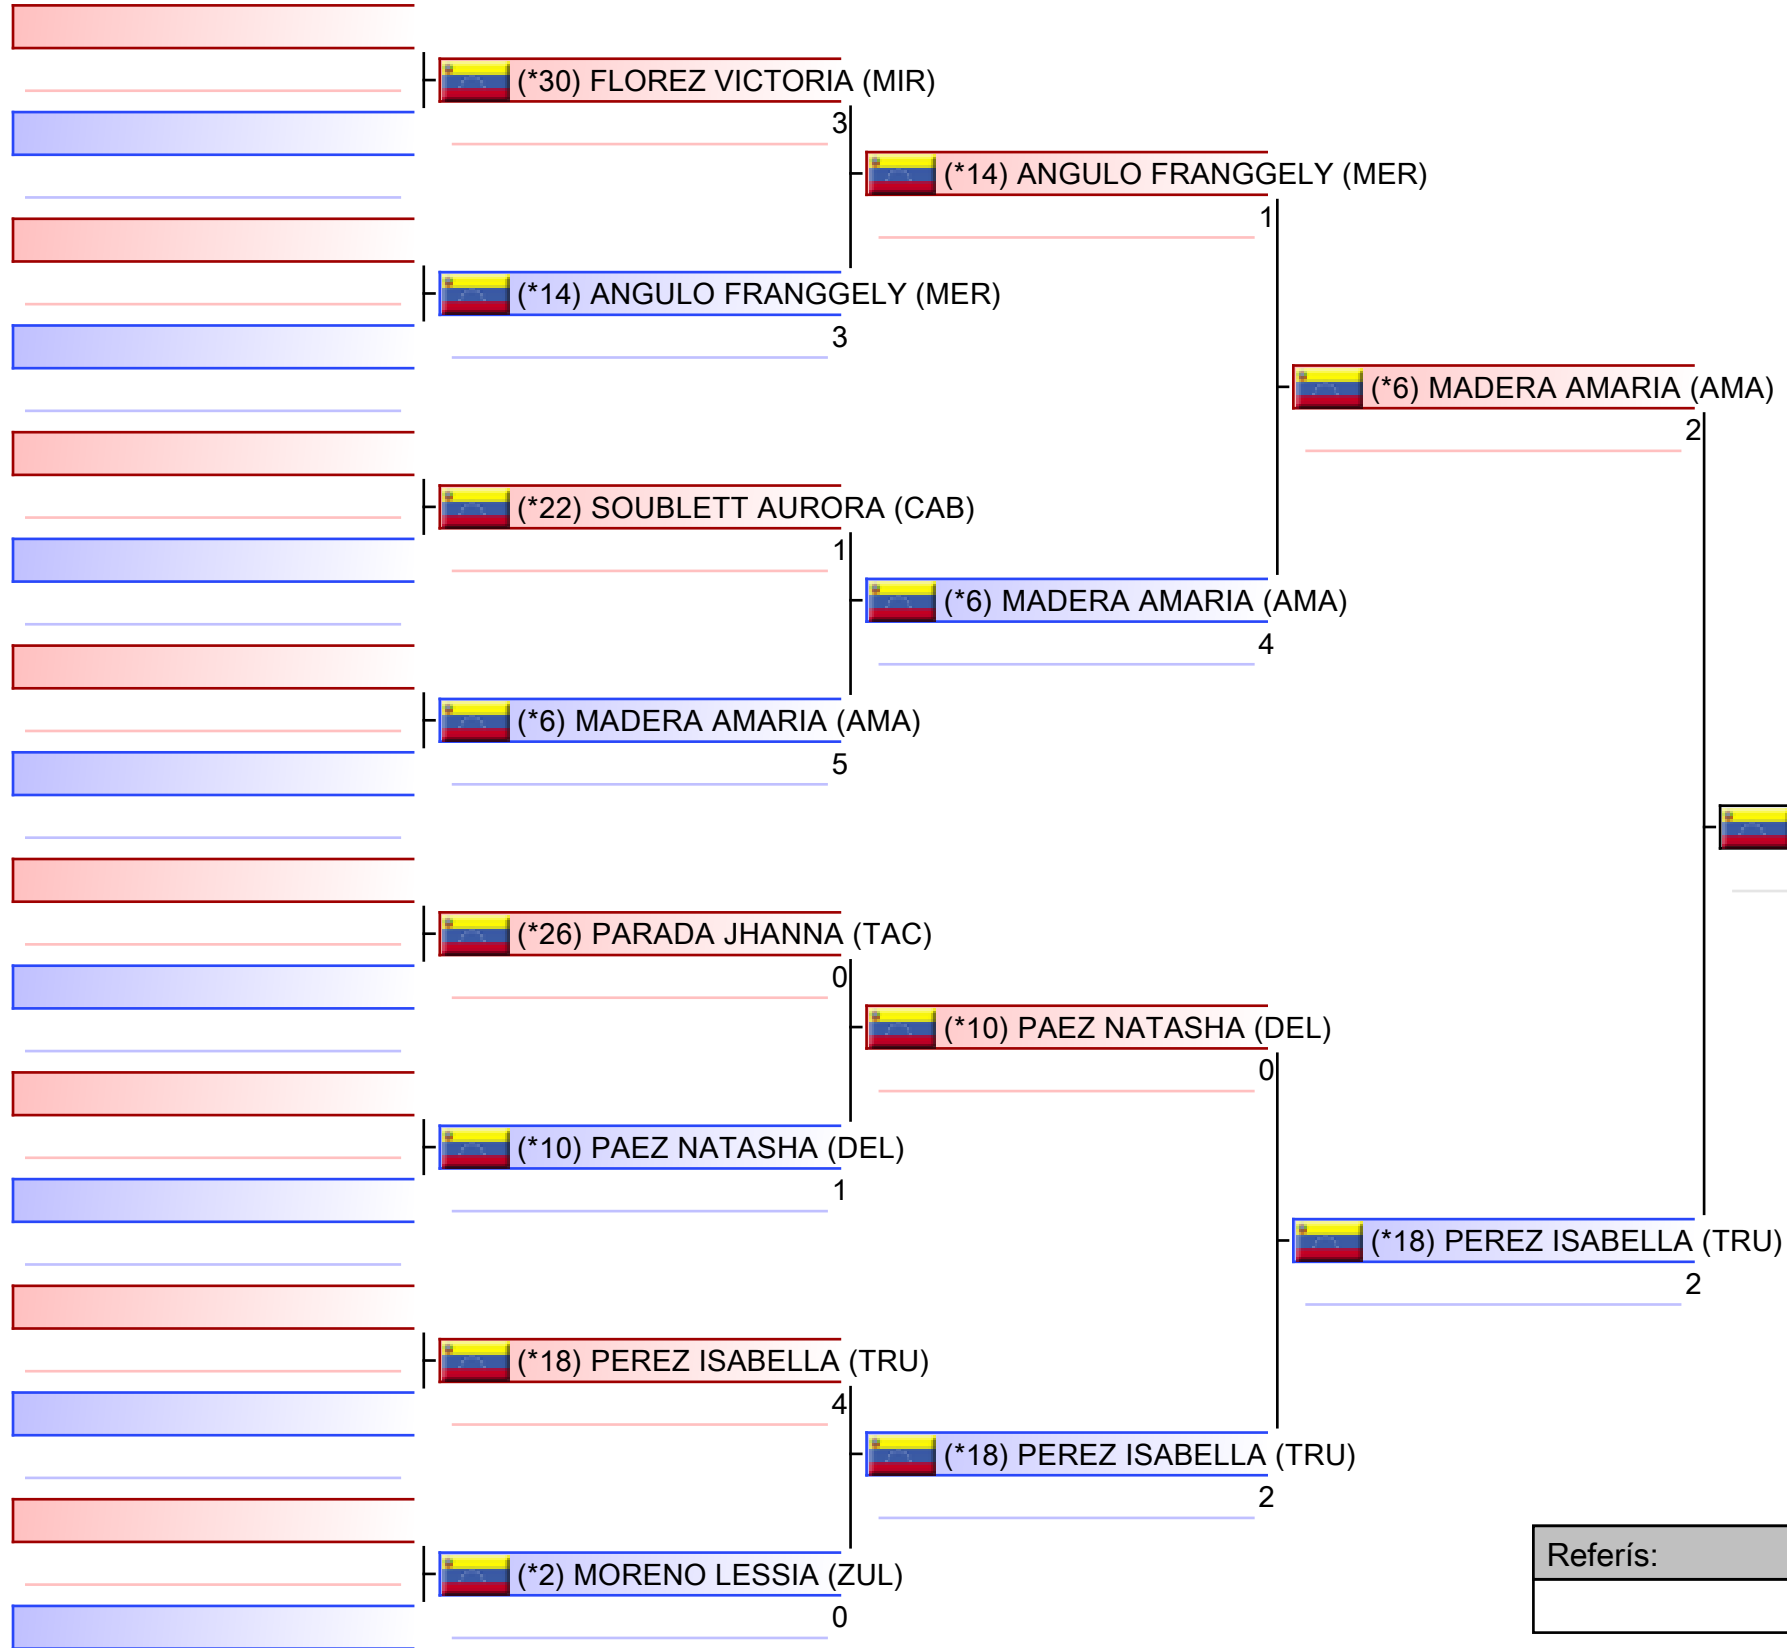 (*30) FLOREZ VICTORIA (MIR)
3
(*14) ANGULO FRANGGELY (MER)
1
(*14) ANGULO FRANGGELY (MER)
3
(*6) MADERA AMARIA (AMA)
2
(*22) SOUBLETT AURORA (CAB)
1
(*6) MADERA AMARIA (AMA)
4
(*6) MADERA AMARIA (AMA)
5
(*26) PARADA JHANNA (TAC)
0
(*10) PAEZ NATASHA (DEL)
0
(*10) PAEZ NATASHA (DEL)
1
(*18) PEREZ ISABELLA (TRU)
2
(*18) PEREZ ISABELLA (TRU)
4
(*18) PEREZ ISABELLA (TRU)
2
(*2) MORENO LESSIA (ZUL)
0
Referís: